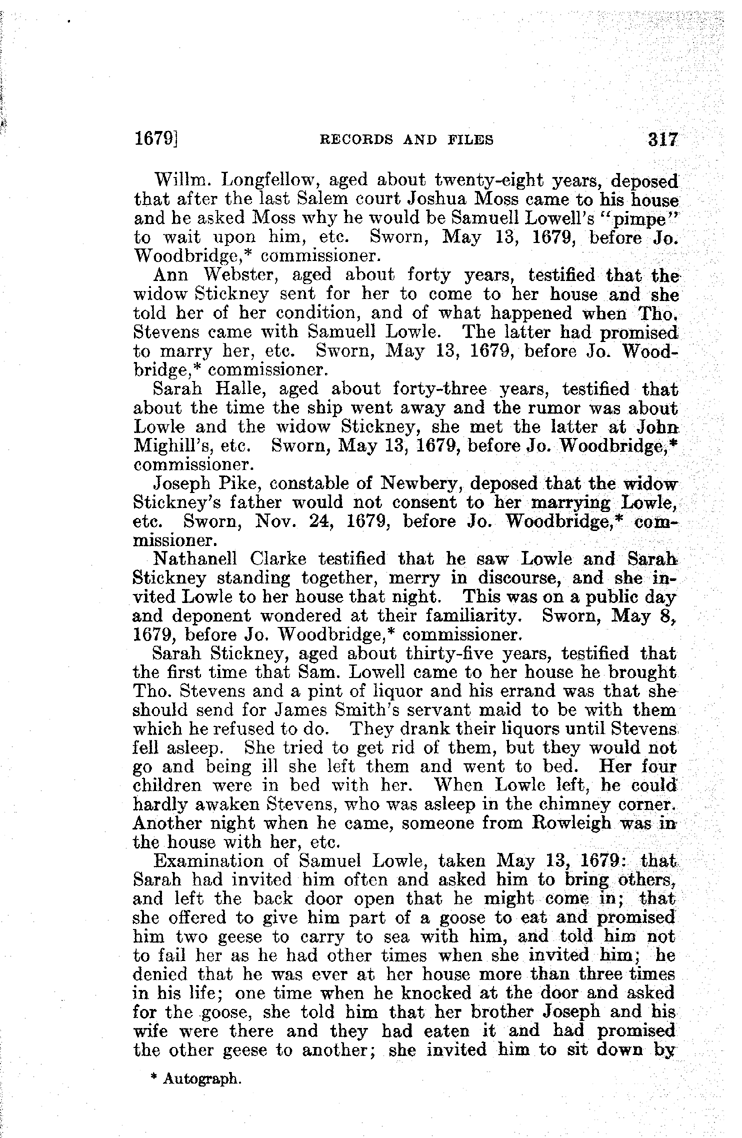 1679]	RECORDS AND FILES	317
Willm. Longfellow, aged about twenty-eight years, deposed
that after the last Salem court Joshua Moss came to his house
and he asked Moss why he would be Samuell Lowell's "pimpe"
to wait upon him, etc. Sworn, May 13, 1679, before Jo.
Woodbridge,* commissioner.
Ann Webster, aged about forty years, testified that the
widow Stickney sent for her to come to her house and she
told her of her condition, and of what happened when Tho.
Stevens came with Samuell Lowle. The latter had promised
to marry her, etc. Sworn, May 13, 1679, before Jo. Wood-
bridge,* commissioner.
Sarah Halle, aged about forty-three years, testified that
about the time the ship went away and the rumor was about
Lowle and the widow Stickney, she met the latter at John
Mighill's, etc. Sworn, May 13, 1679, before Jo. Woodbridge,*
commissioner.
Joseph Pike, constable of Newbery, deposed that the widow
Stickney's father would not consent to her marrying Lowle,
etc. Sworn, Nov. 24, 1679, before Jo. Woodbridge,* com-
missioner.
Nathanell Clarke testified that he saw Lowle and Sarah
Stickney standing together, merry in discourse, and she in-
vited Lowle to her house that night. This was on a public day
and deponent wondered at their familiarity. Sworn, May 8,
1679, before Jo. Woodbridge,* commissioner.
Sarah Stickney, aged about thirty-five years, testified that
the first time that Sam. Lowell came to her house he brought
Tho. Stevens and a pint of liquor and his errand was that she
should send for James Smith's servant maid to be with them
which he refused to do. They drank their liquors until Stevens
fell asleep. She tried to get rid of them, but they would not
go and being ill she left them and went to bed. Her four
children were in bed with her. When Lowle left, he could
hardly awaken Stevens, who was asleep in the chimney corner.
Another night when he came, someone from Rowleigh was in
the house with her, etc.
Examination of Samuel Lowle, taken May 13, 1679: that
Sarah had invited him often and asked him to bring others,
and left the back door open that he might come in; that
she offered to give him part of a goose to eat and promised
him two geese to carry to sea with him, and told him not
to fail her as he had other times when she invited him; he
denied that he was ever at her house more than three times
in his life; one time when he knocked at the door and asked
for the goose, she told him that her brother Joseph and his
wife were there and they had eaten it and had promised
the other geese to another; she invited him to sit down by
* Autograph.